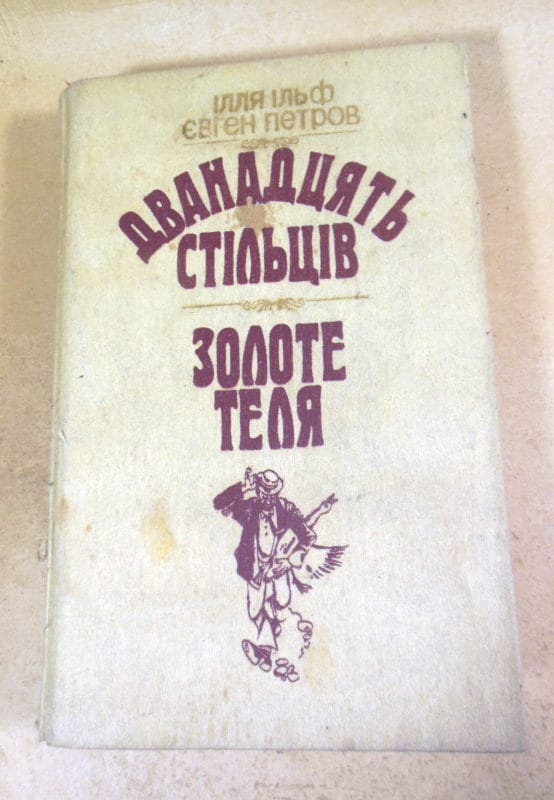 ІЛЛЯ ІЛЬФ
ЄВГЕН ПЕТРОВ
ДВАНАДЦЯТЬ
СТІЛЬЦІВ
ЗОЛОТЕ
ТЕЛЯ